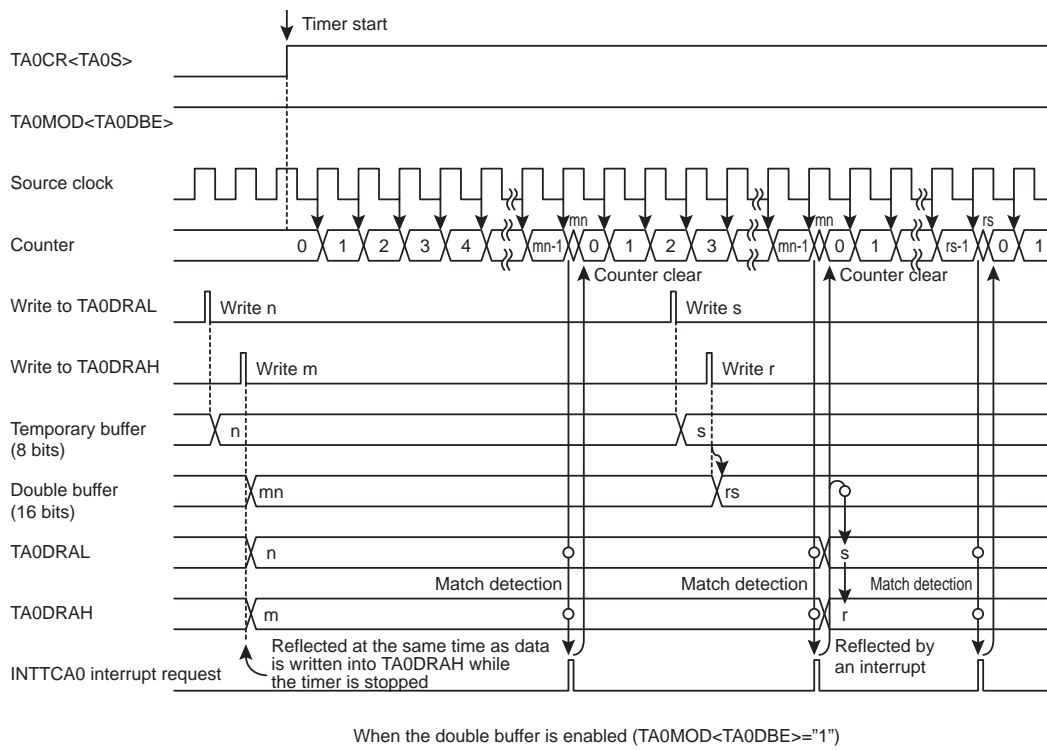 Timer start
TA0CR<TA0S>
TA0MOD<TA0DBE>
Source clock
mn mn rs
Counter 0 1 2 3 4 mn-1 0 1 2 3 mn-1 0 1 rs-1 0 1
Counter clear Counter clear
Write to TA0DRAL Write n Write s
Write to TA0DRAH Write m Write r
Temporary buffer n s
(8 bits)
Double buffer mn rs
(16 bits)
TA0DRAL n s
Match detection Match detection Match detection
TA0DRAH m r
Reflected at the same time as data Reflected by
is written into TA0DRAH while an interrupt
INTTCA0 interrupt request the timer is stopped
When the double buffer is enabled (TA0MOD<TA0DBE>=”1”)